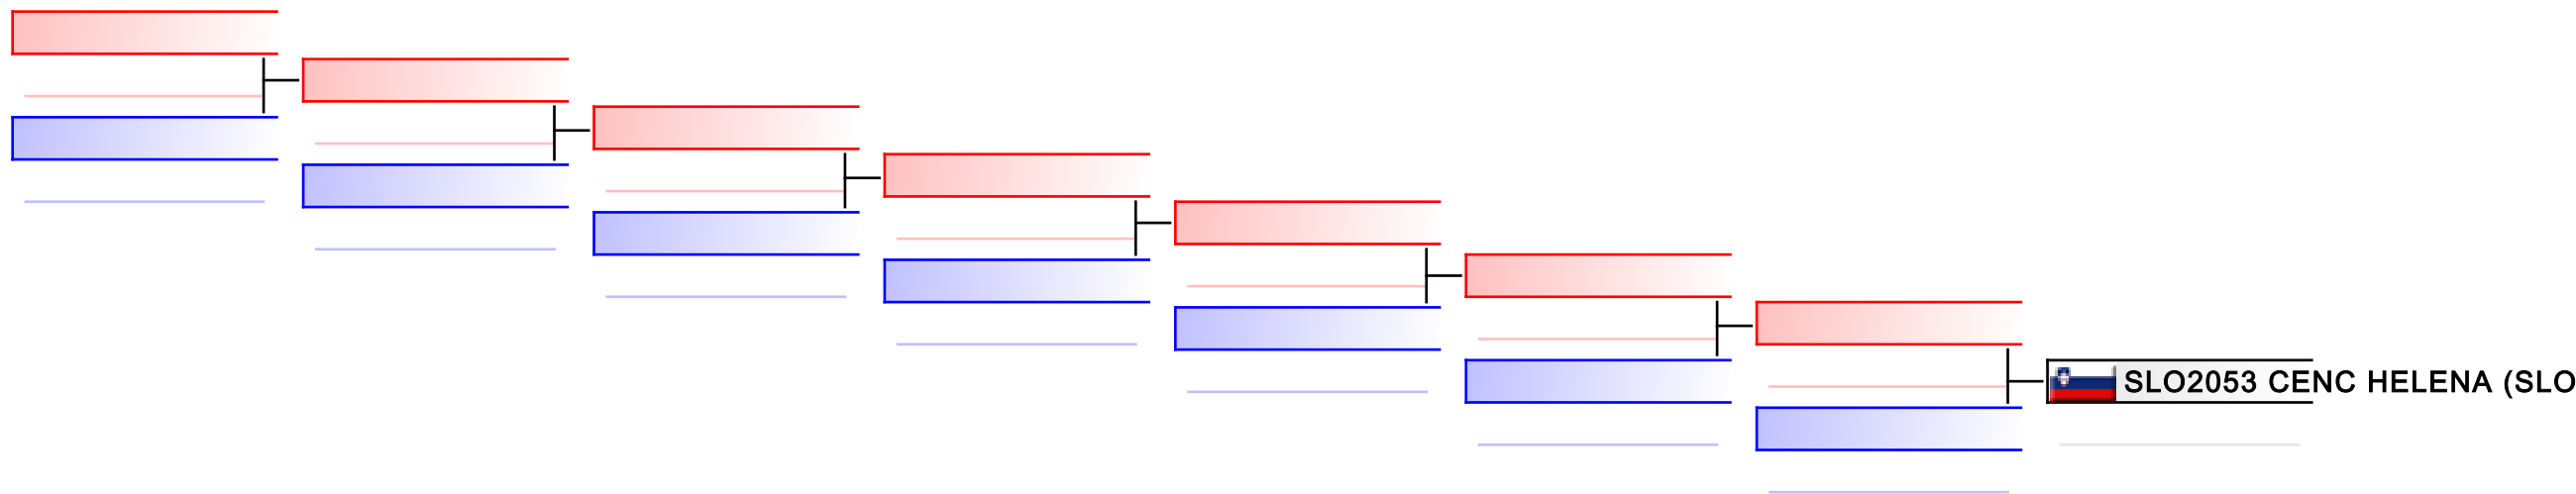 SLO2053 CENC HELENA (SLO